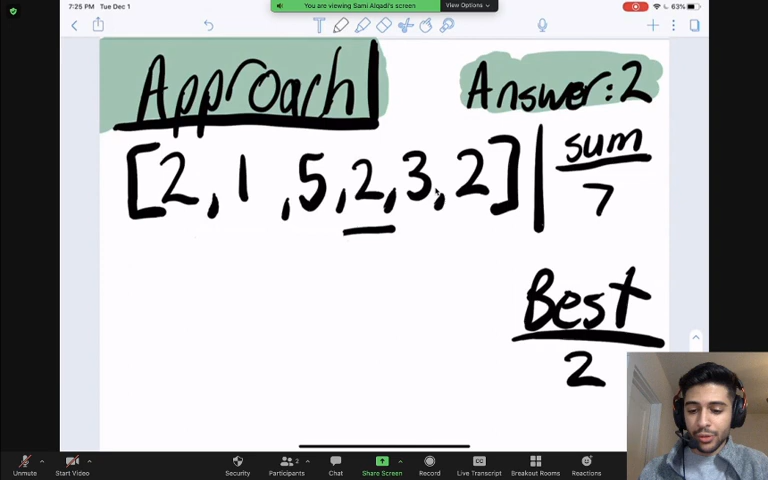 7:25 PM Tue Dec 1
You are viewing Sami Alqadi's screen
View Options
63%
Approach
Answer: 2
[2, 1, 5, 2, 3, 2]
sum
7
Best
2
Unmute
Start Video
Security
Participants
2
Chat
Share Screen
Record
Live Transcript
Breakout Rooms
Reactions